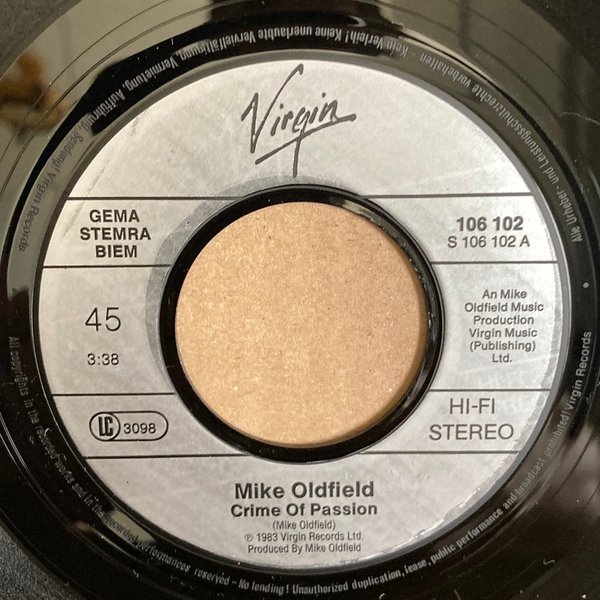 Virgin
GEMA
STEMRA
BIEM
106 102
S 106 102 A
45
3:38
An Mike
Oldfield Music
Production
Virgin Music
(Publishing)
Ltd.
LC 3098
HI-FI
STEREO
Mike Oldfield
Crime Of Passion
(Mike Oldfield)
℗ 1983 Virgin Records Ltd.
Produced By Mike Oldfield
Alle Urheber- und Leistungsschutzrechte vorbehalten – Kein Verleih! Keine unerlaubte Vervielfältigung, Vermietung, Aufführung, Sendung! Virgin Records
All copyrights in the recorded works and in the recorded performances reserved – No lending! Unauthorized duplication, lease, public performance and broadcast prohibited! Virgin Records